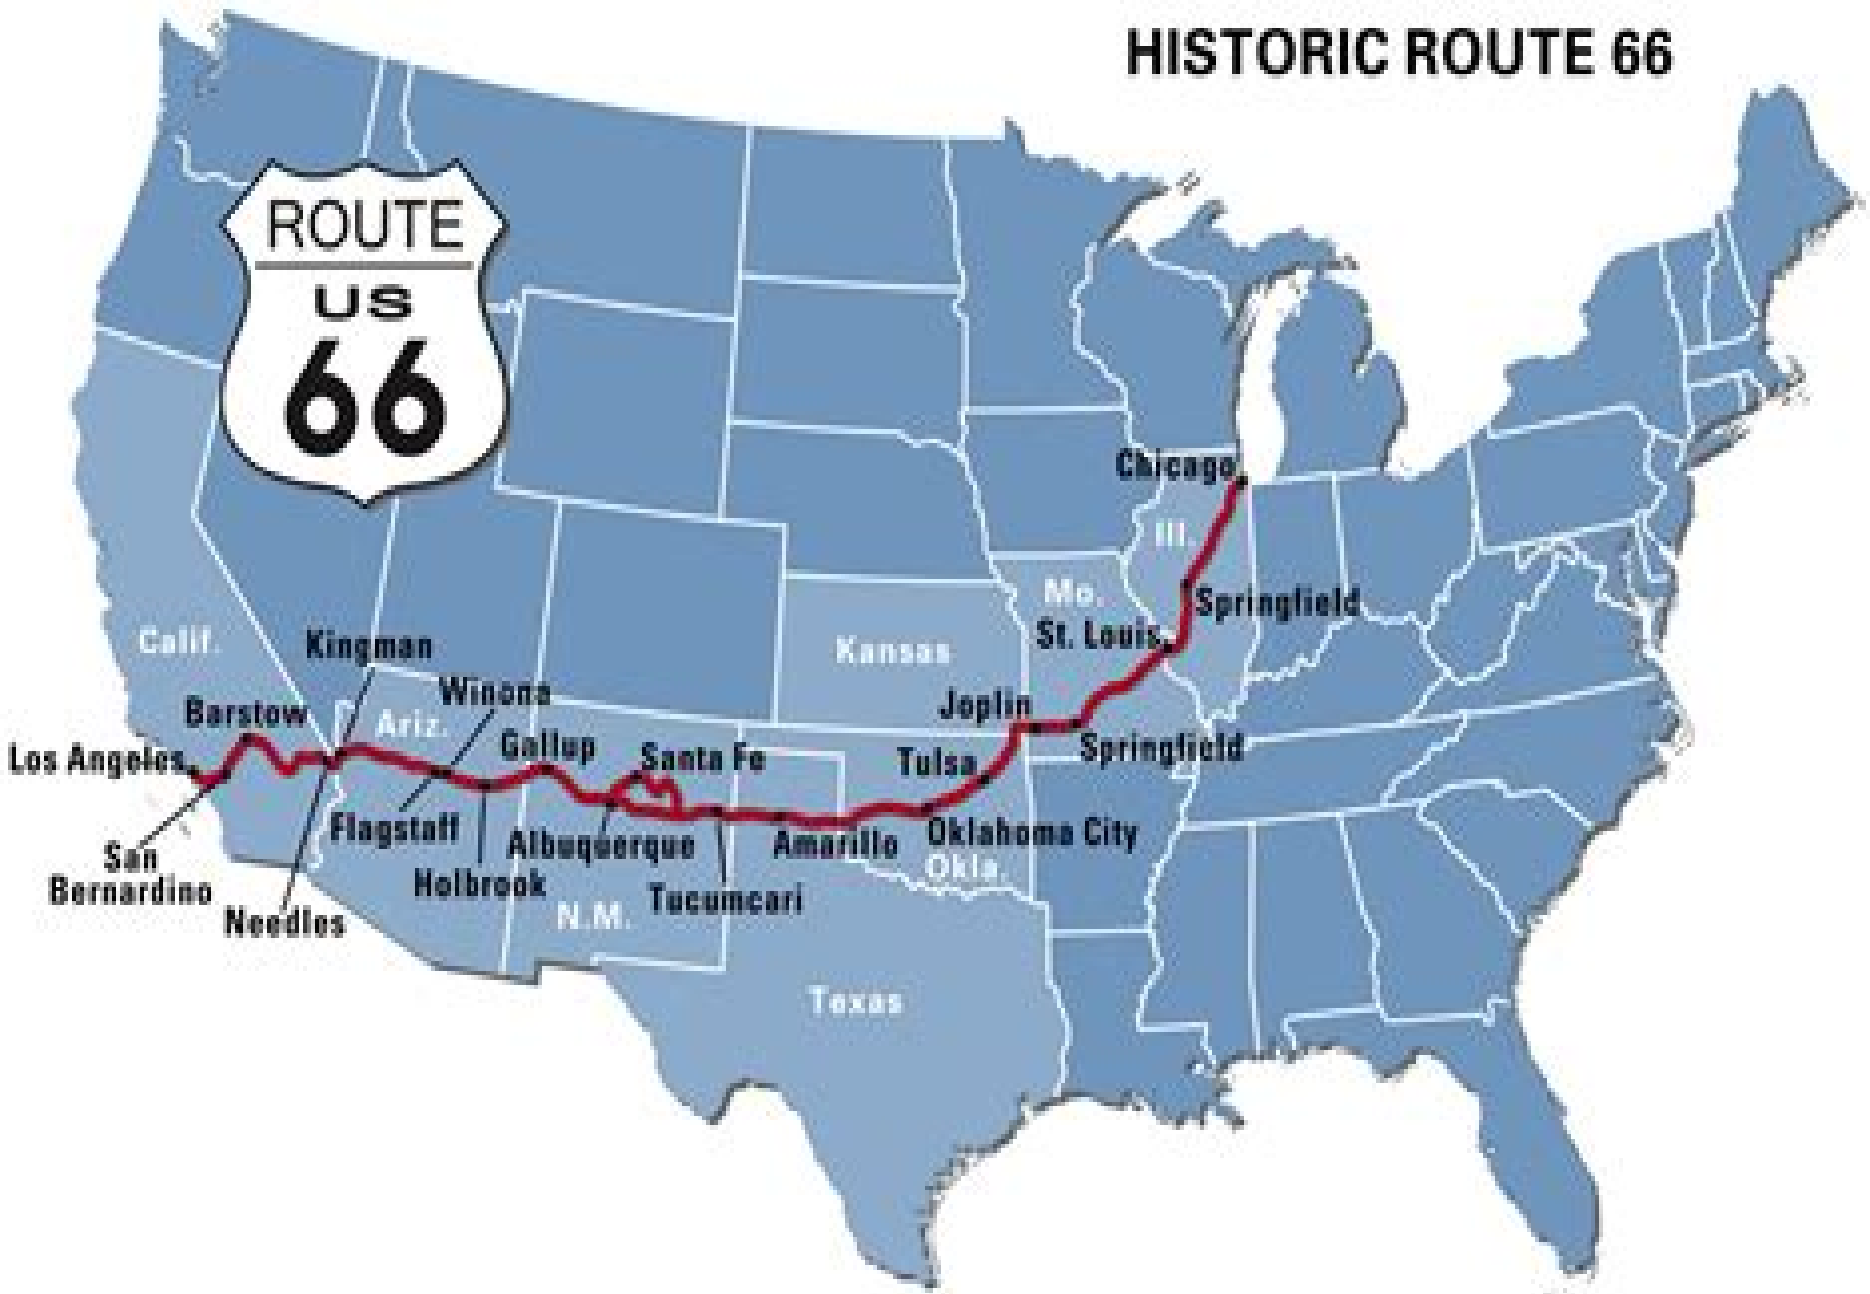 HISTORIC ROUTE 66
ROUTE
US
66
Chicago
Ill.
Mo.
Springfield
St. Louis
Calif.
Kingman
Kansas
Winona
Joplin
Barstow
Ariz.
Gallup
Springfield
Los Angeles
Santa Fe
Tulsa
Flagstaff
Albuquerque
Amarillo
Oklahoma City
San
Bernardino
Holbrook
Okla.
Tucumcari
Needles
N.M.
Texas